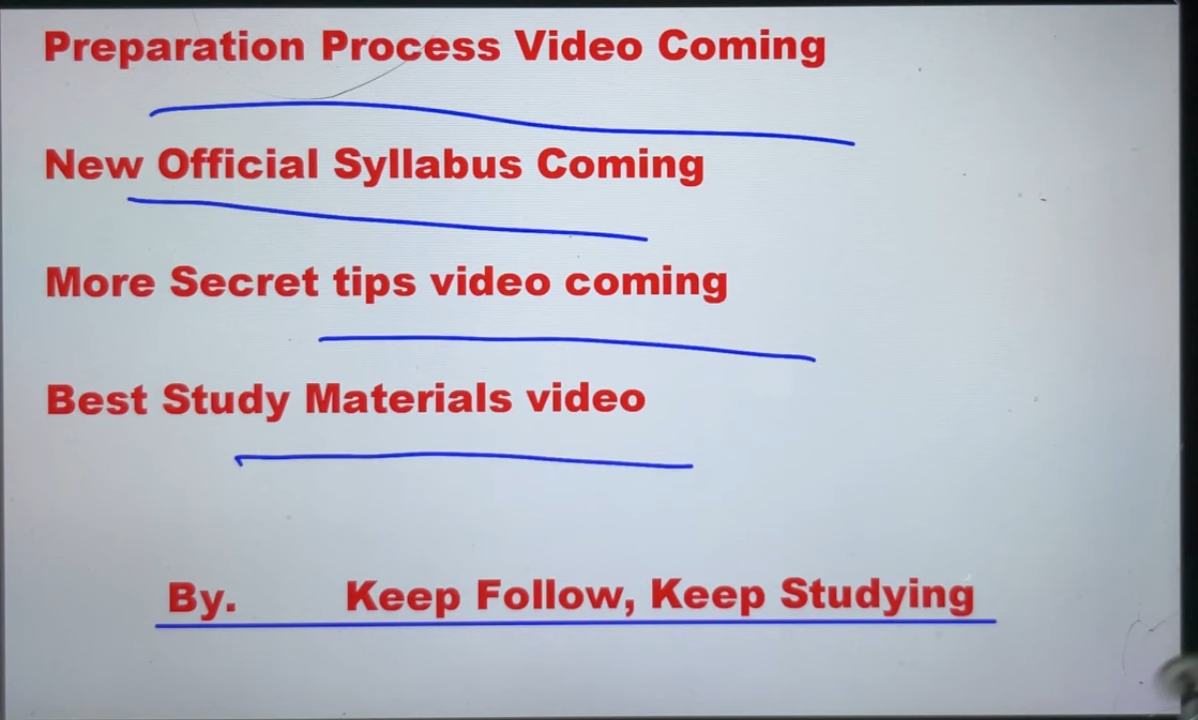 Preparation Process Video Coming
New Official Syllabus Coming
More Secret tips video coming
Best Study Materials video
By. Keep Follow, Keep Studying